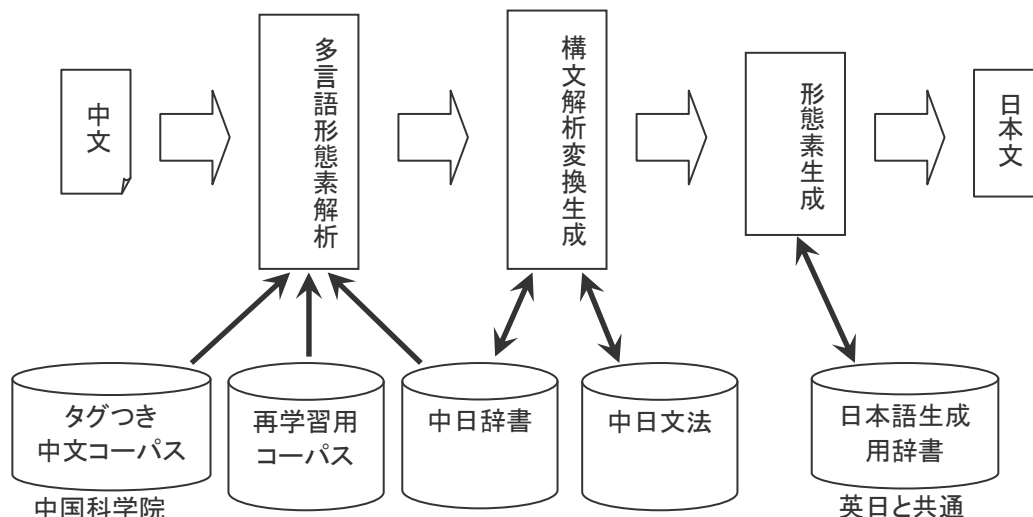 中文
多言語形態素解析
構文解析変換生成
形態素生成
日本文
タグつき
中文コーパス
再学習用
コーパス
中日辞書
中日文法
日本語生成
用辞書
中国科学院
英日と共通